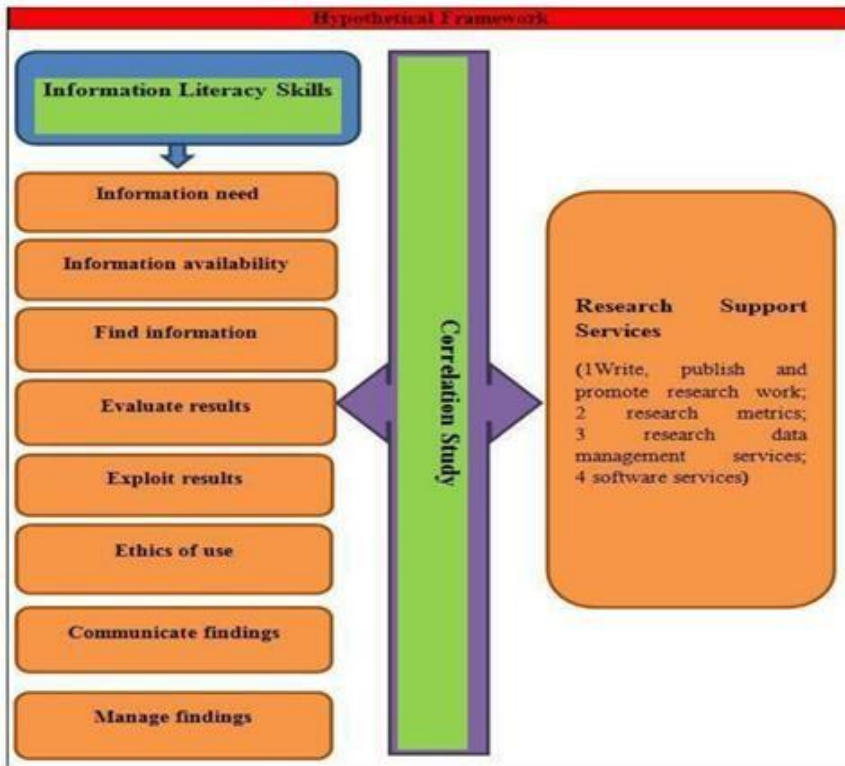 Hypothetical Framework
Information Literacy Skills
Information need
Information availability
Find information
Evaluate results
Exploit results
Ethics of use
Communicate findings
Manage findings
Correlation Study
Research Support
Services
(1Write, publish and
promote research work;
2 research metrics;
3 research data
management services;
4 software services)